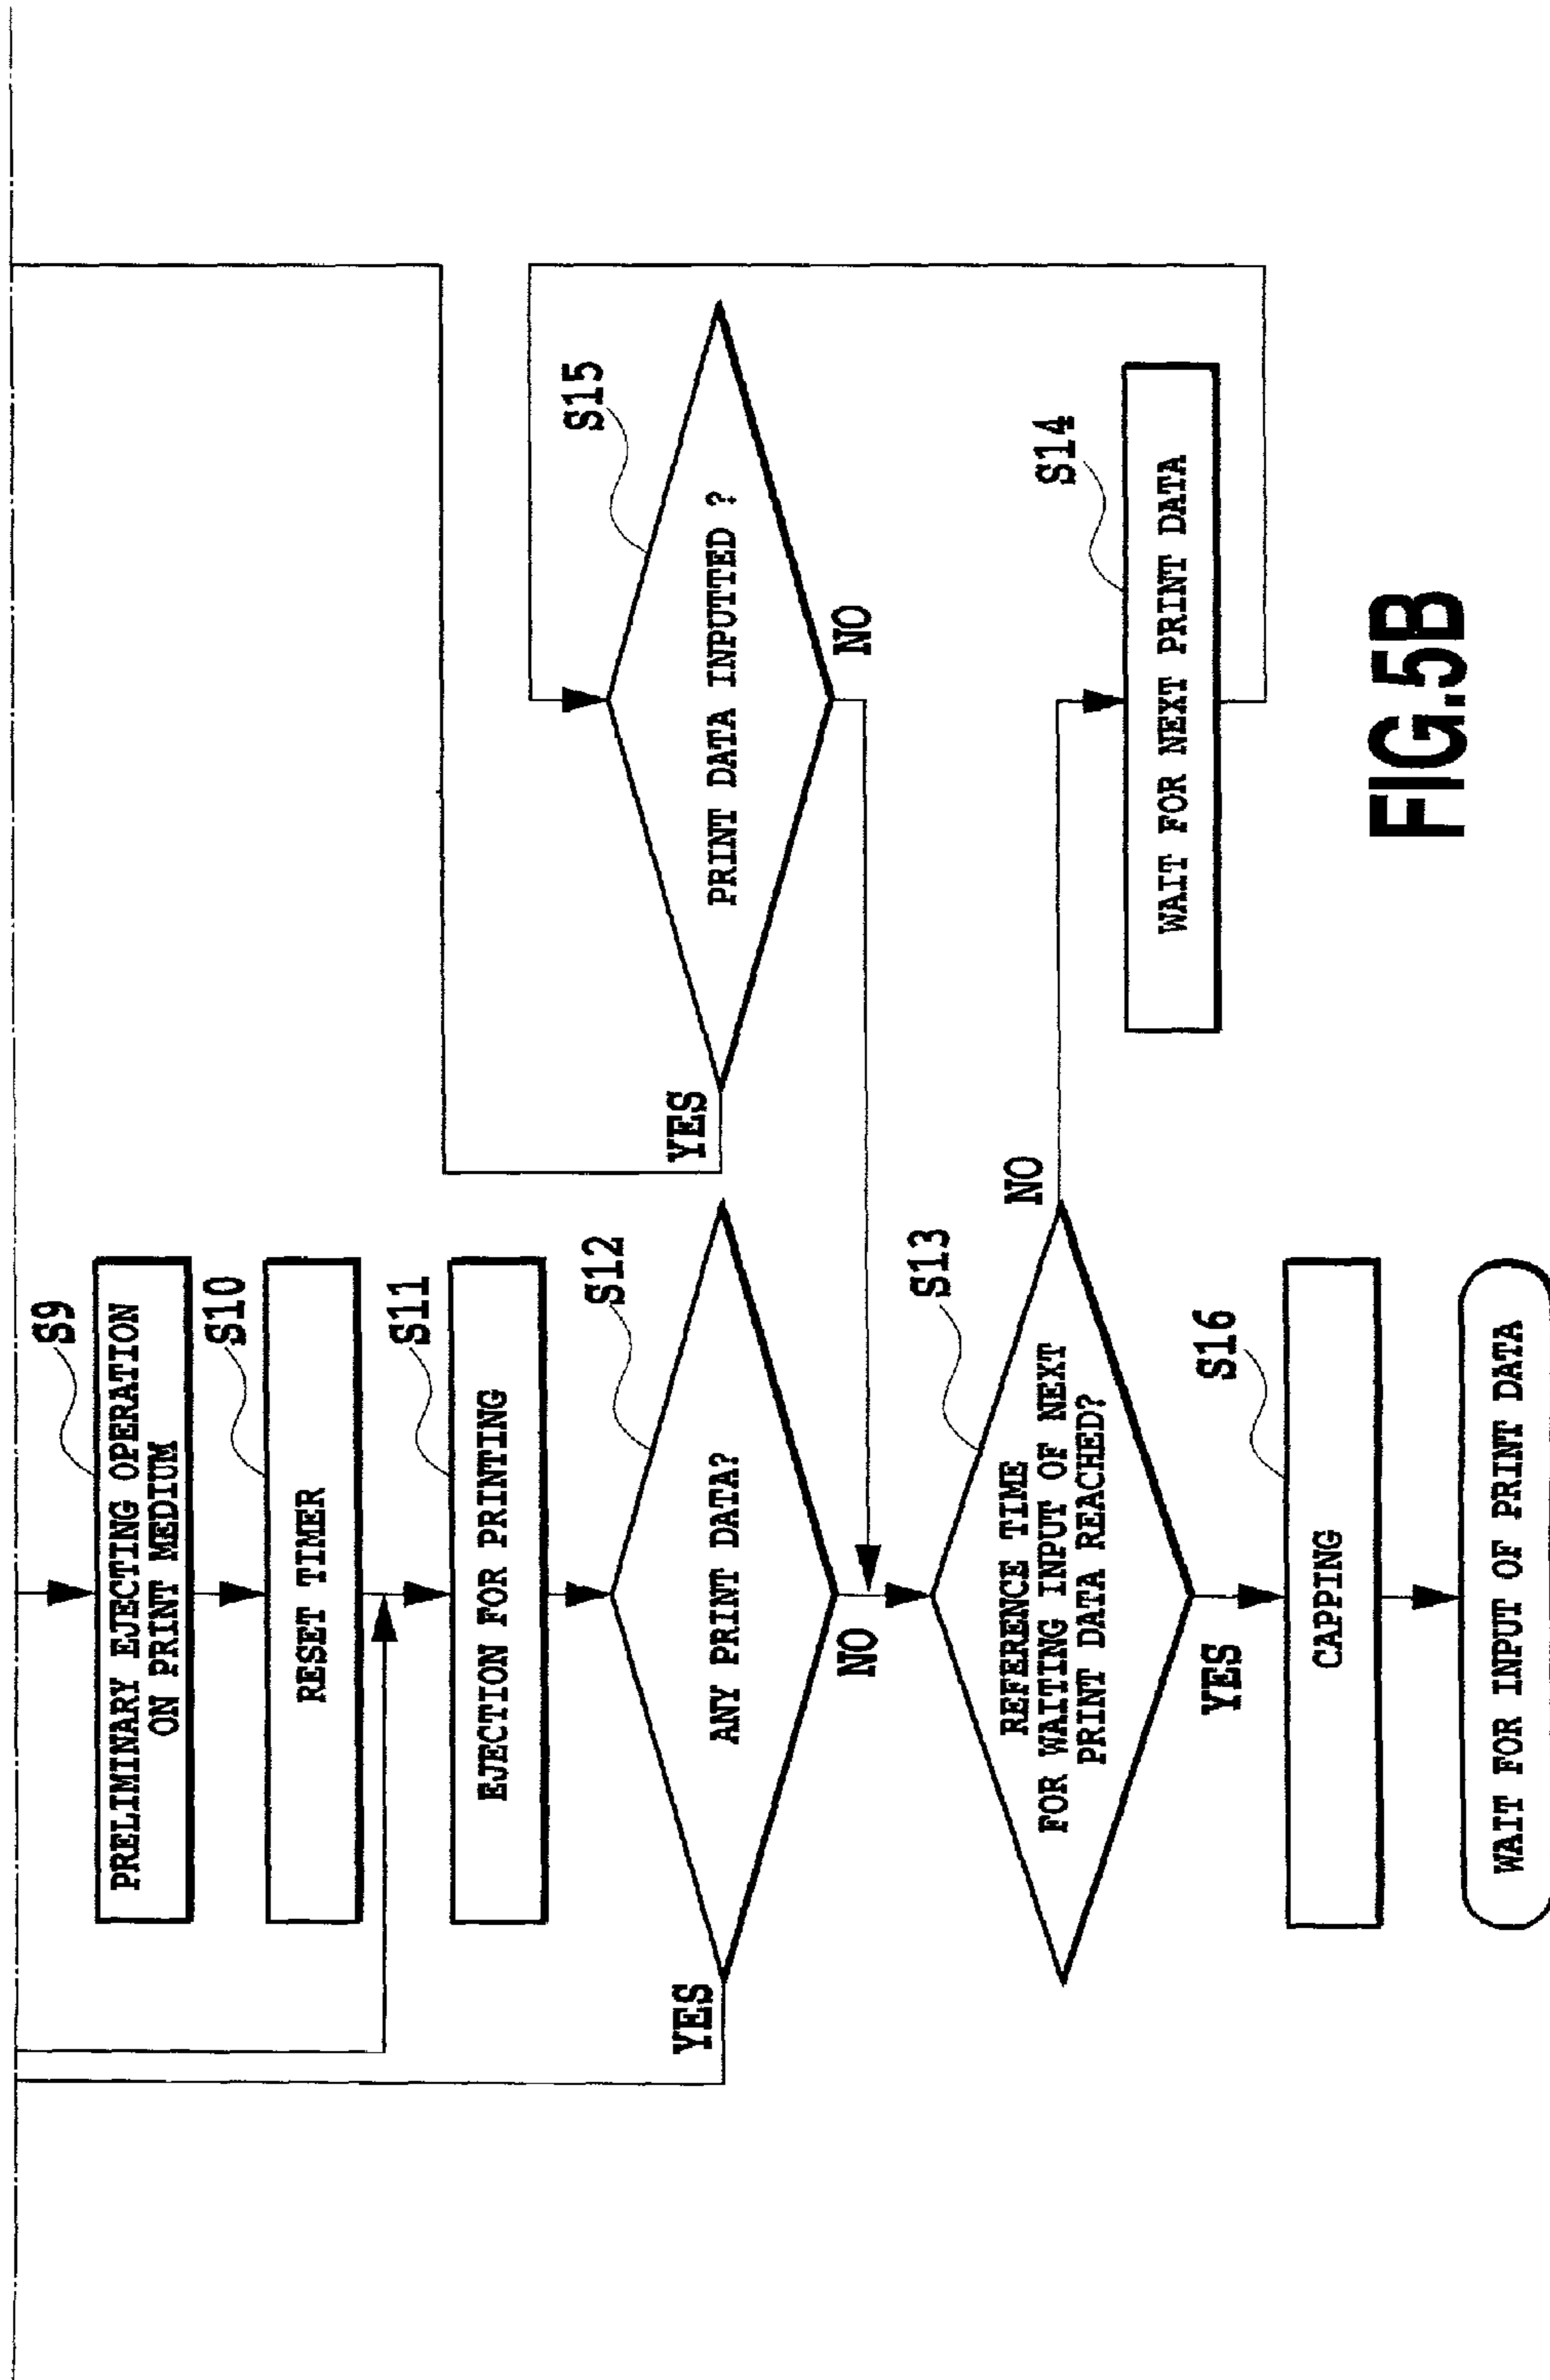 S9
PRELIMINARY EJECTING OPERATION
ON PRINT MEDIUM
S10
RESET TIMER
S11
EJECTION FOR PRINTING
S12
ANY PRINT DATA?
YES
NO
S15
PRINT DATA INPUTTED ?
YES
NO
S13
REFERENCE TIME
FOR WAITING INPUT OF NEXT
PRINT DATA REACHED?
NO
YES
S14
WAIT FOR NEXT PRINT DATA
S16
CAPPING
WAIT FOR INPUT OF PRINT DATA
FIG.5B